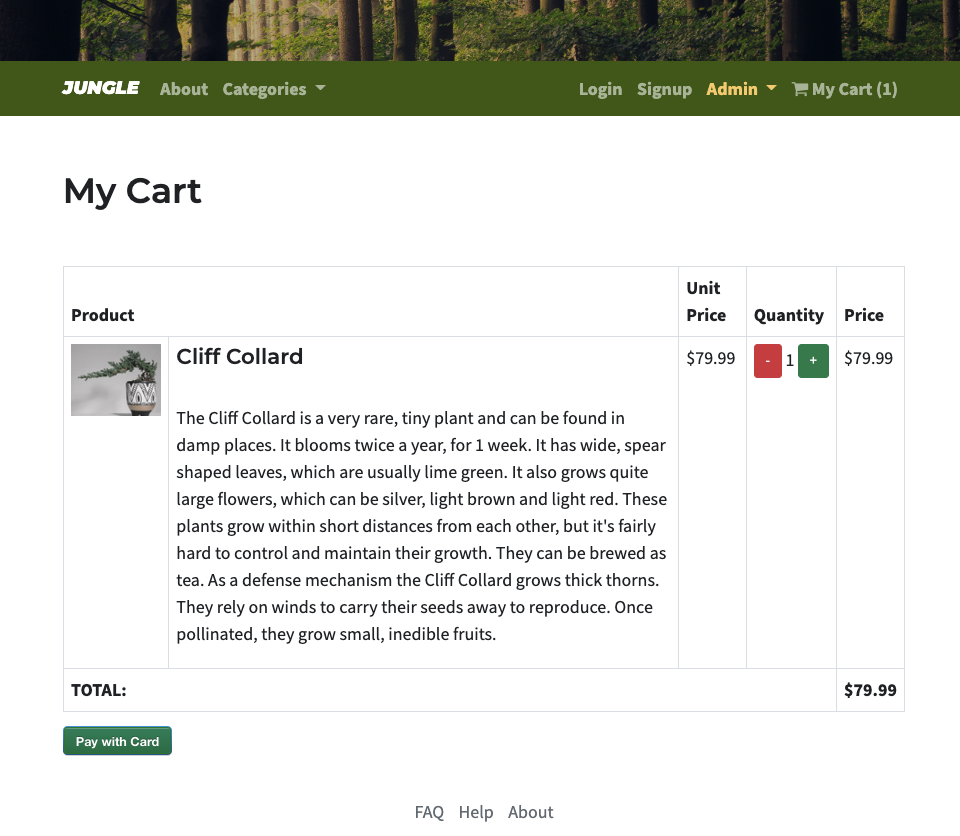 JUNGLE About Categories Login Signup Admin My Cart (1)
My Cart
Product Unit Price Quantity Price
Cliff Collard $79.99 - 1 + $79.99
The Cliff Collard is a very rare, tiny plant and can be found in
damp places. It blooms twice a year, for 1 week. It has wide, spear
shaped leaves, which are usually lime green. It also grows quite
large flowers, which can be silver, light brown and light red. These
plants grow within short distances from each other, but it's fairly
hard to control and maintain their growth. They can be brewed as
tea. As a defense mechanism the Cliff Collard grows thick thorns.
They rely on winds to carry their seeds away to reproduce. Once
pollinated, they grow small, inedible fruits.
TOTAL: $79.99
Pay with Card
FAQ Help About